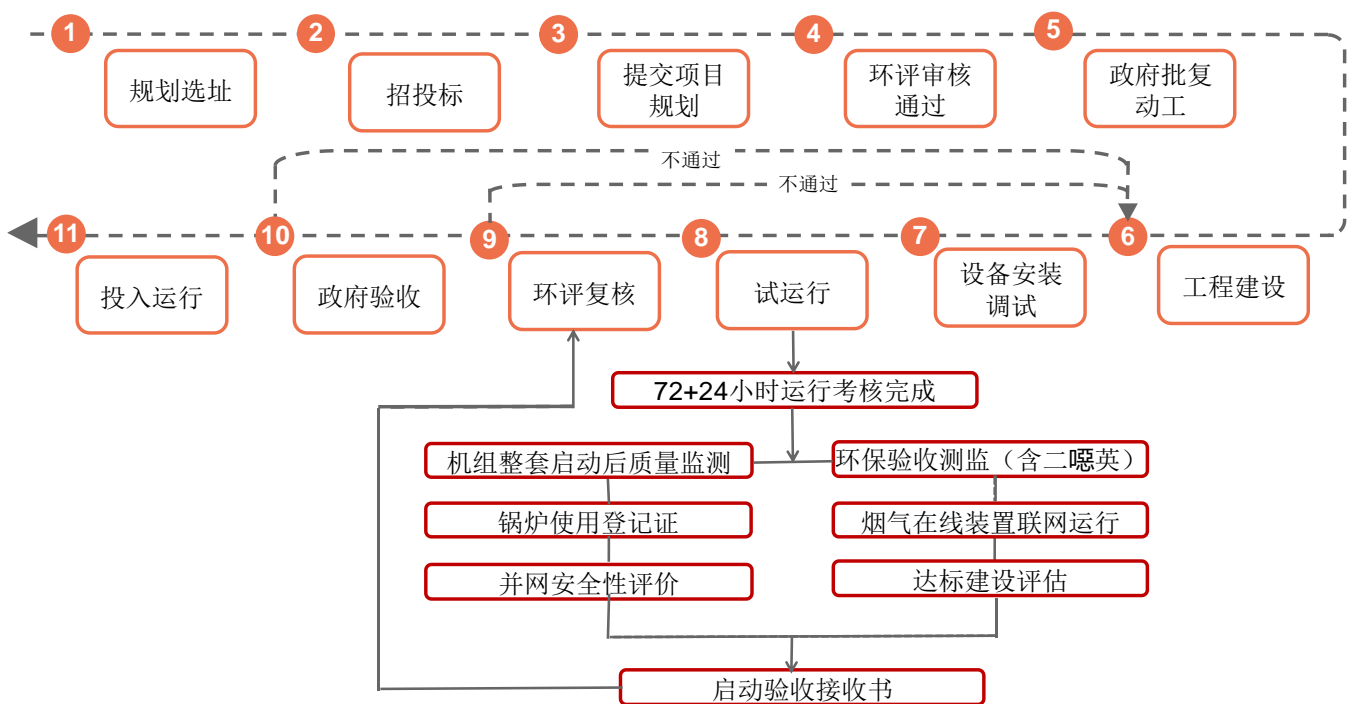 1
规划选址
2
招投标
3
提交项目
规划
4
环评审核
通过
5
政府批复
动工
不通过
不通过
11
投入运行
10
政府验收
9
环评复核
8
试运行
7
设备安装
调试
6
工程建设
72+24小时运行考核完成
机组整套启动后质量监测
环保验收测监（含二噁英）
锅炉使用登记证
烟气在线装置联网运行
并网安全性评价
达标建设评估
启动验收接收书